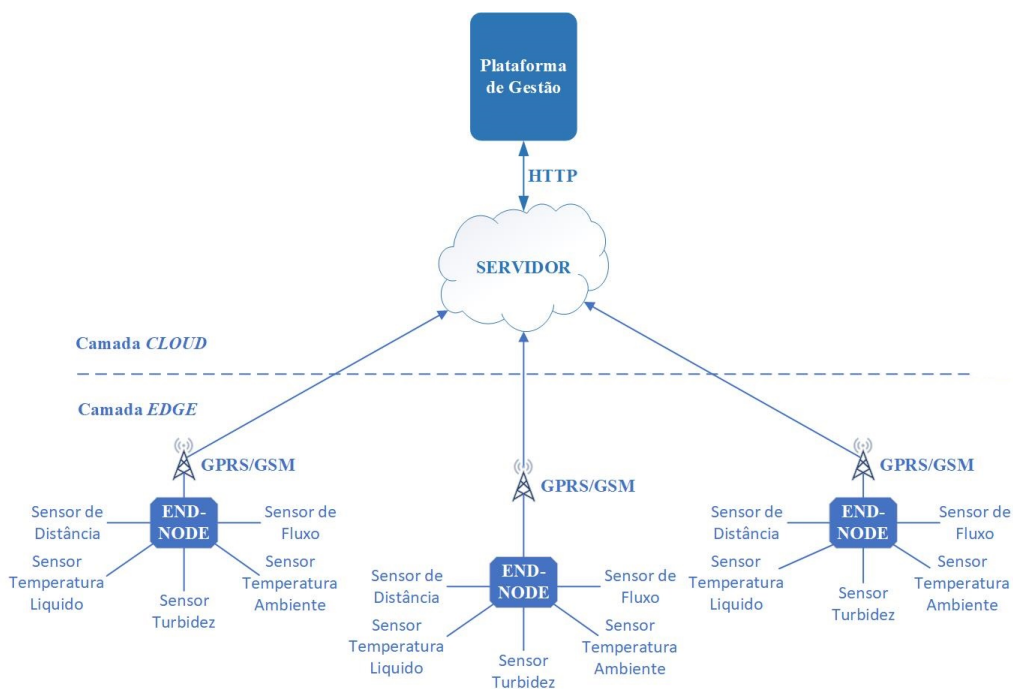 Plataforma
de Gestão
HTTP
SERVIDOR
Camada CLOUD
Camada EDGE
GPRS/GSM
END-
NODE
Sensor de
Distância
Sensor de
Fluxo
Sensor
Temperatura
Liquido
Sensor
Turbidez
Sensor
Temperatura
Ambiente
GPRS/GSM
END-
NODE
Sensor de
Distância
Sensor de
Fluxo
Sensor
Temperatura
Liquido
Sensor
Turbidez
Sensor
Temperatura
Ambiente
GPRS/GSM
END-
NODE
Sensor de
Distância
Sensor de
Fluxo
Sensor
Temperatura
Liquido
Sensor
Turbidez
Sensor
Temperatura
Ambiente